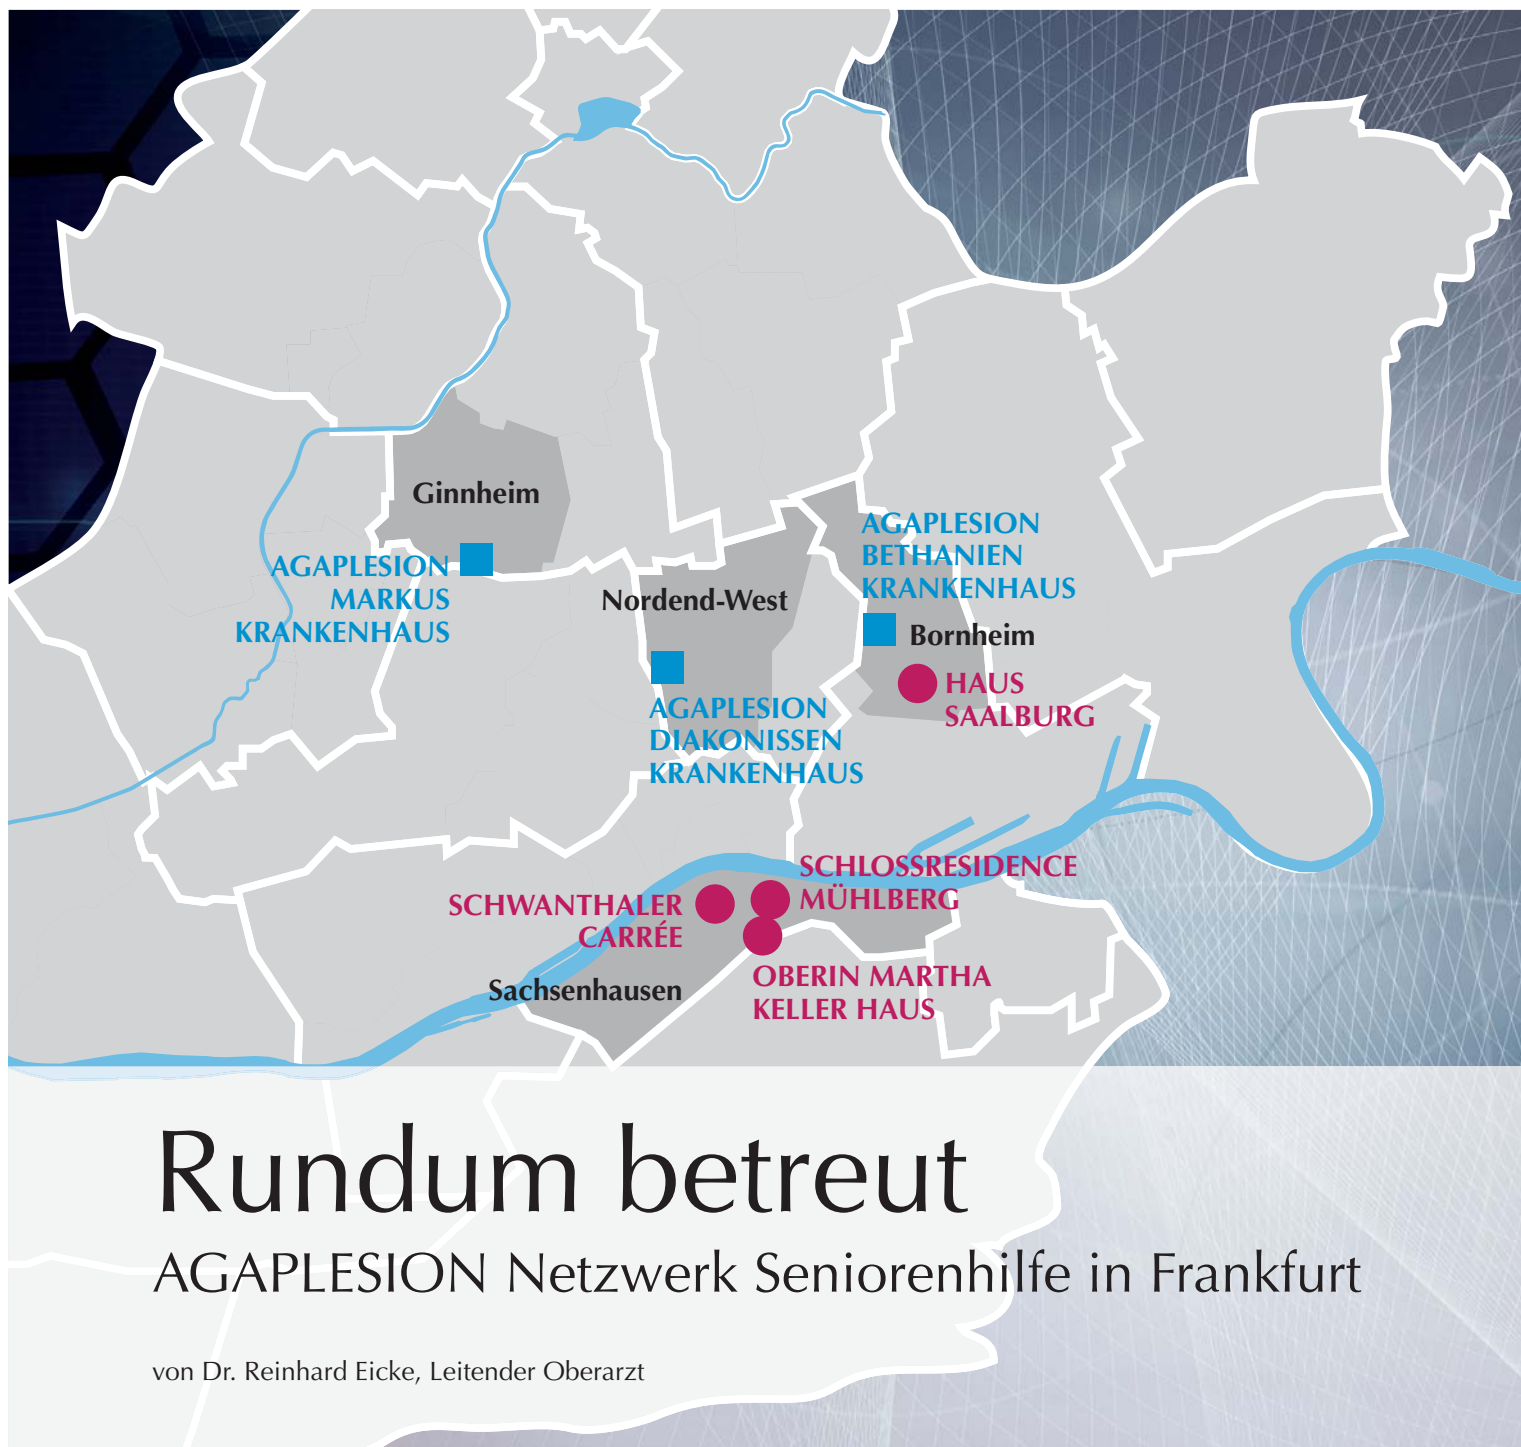 Ginnheim
AGAPLESION
MARKUS
KRANKENHAUS
Nordend-West
AGAPLESION
DIAKONISSEN
KRANKENHAUS
AGAPLESION
BETHANIEN
KRANKENHAUS
Bornheim
HAUS
SAALBURG
SCHLOSSRESIDENCE
MÜHLBERG
SCHWANTHALER
CARRÉE
OBERIN MARTHA
KELLER HAUS
Sachsenhausen
Rundum betreut
AGAPLESION Netzwerk Seniorenhilfe in Frankfurt
von Dr. Reinhard Eicke, Leitender Oberarzt